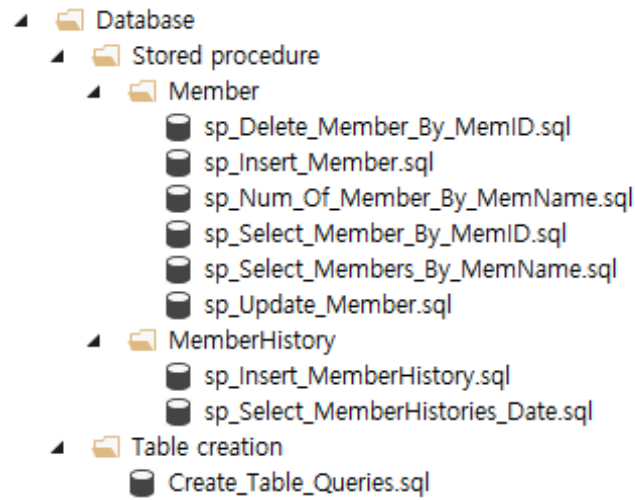 Database
Stored procedure
Member
sp_Delete_Member_By_MemID.sql
sp_Insert_Member.sql
sp_Num_Of_Member_By_MemName.sql
sp_Select_Member_By_MemID.sql
sp_Select_Members_By_MemName.sql
sp_Update_Member.sql
MemberHistory
sp_Insert_MemberHistory.sql
sp_Select_MemberHistories_Date.sql
Table creation
Create_Table_Queries.sql